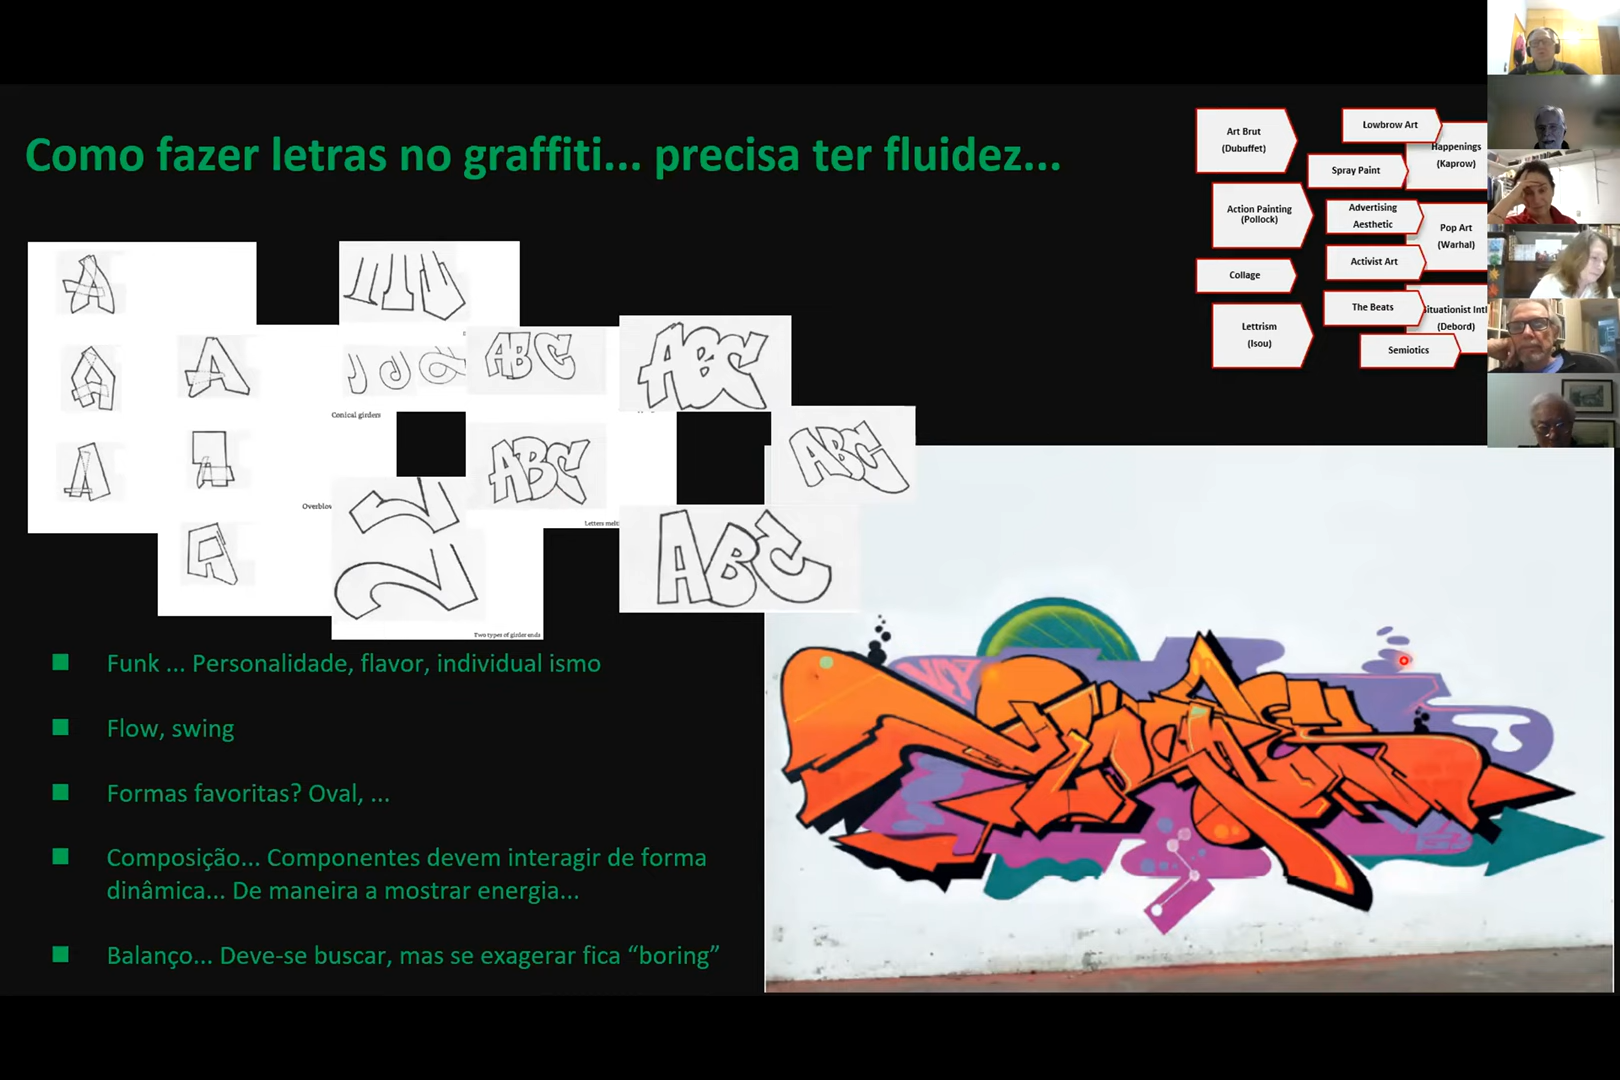 Como fazer letras no graffiti... precisa ter fluidez...
Art Brut
(Dubuffet)
Lowbrow Art
Happenings
(Kaprow)
Spray Paint
Action Painting
(Pollock)
Advertising
Aesthetic
Pop Art
(Warhal)
Activist Art
Collage
The Beats
ituationist Intl
(Debord)
Lettrism
(Isou)
Semiotics
ABC
ABC
Conical girders
ABC
ABC
Overblow
Letters melti
ABC
Two types of girder ends
Funk ... Personalidade, flavor, individual ismo
Flow, swing
Formas favoritas? Oval, ...
Composição... Componentes devem interagir de forma
dinâmica... De maneira a mostrar energia...
Balanço... Deve-se buscar, mas se exagerar fica “boring”